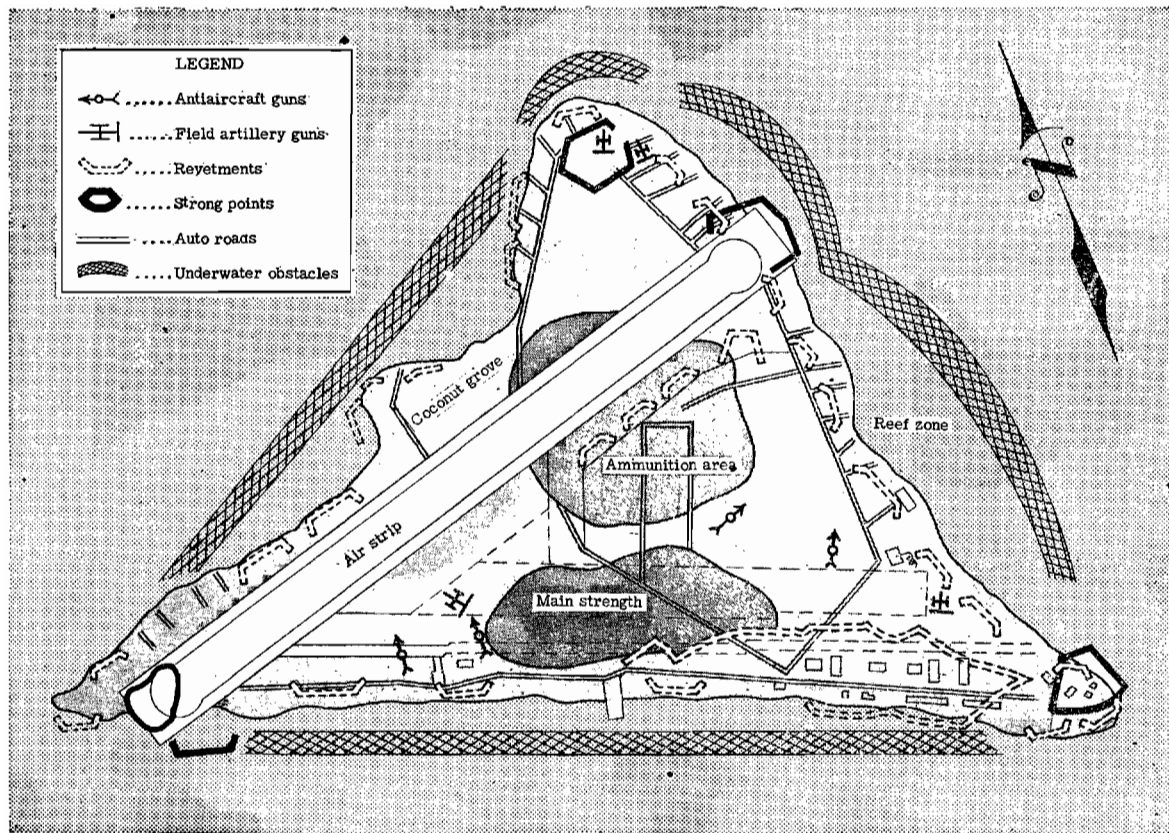 LEGEND
...... Antiaircraft guns
...... Field artillery guns
..... Reyetments
...... Strong points
.... Auto roads
..... Underwater obstacles
N
Coconut grove
Reef zone
Ammunition area
Air strip
Main strength